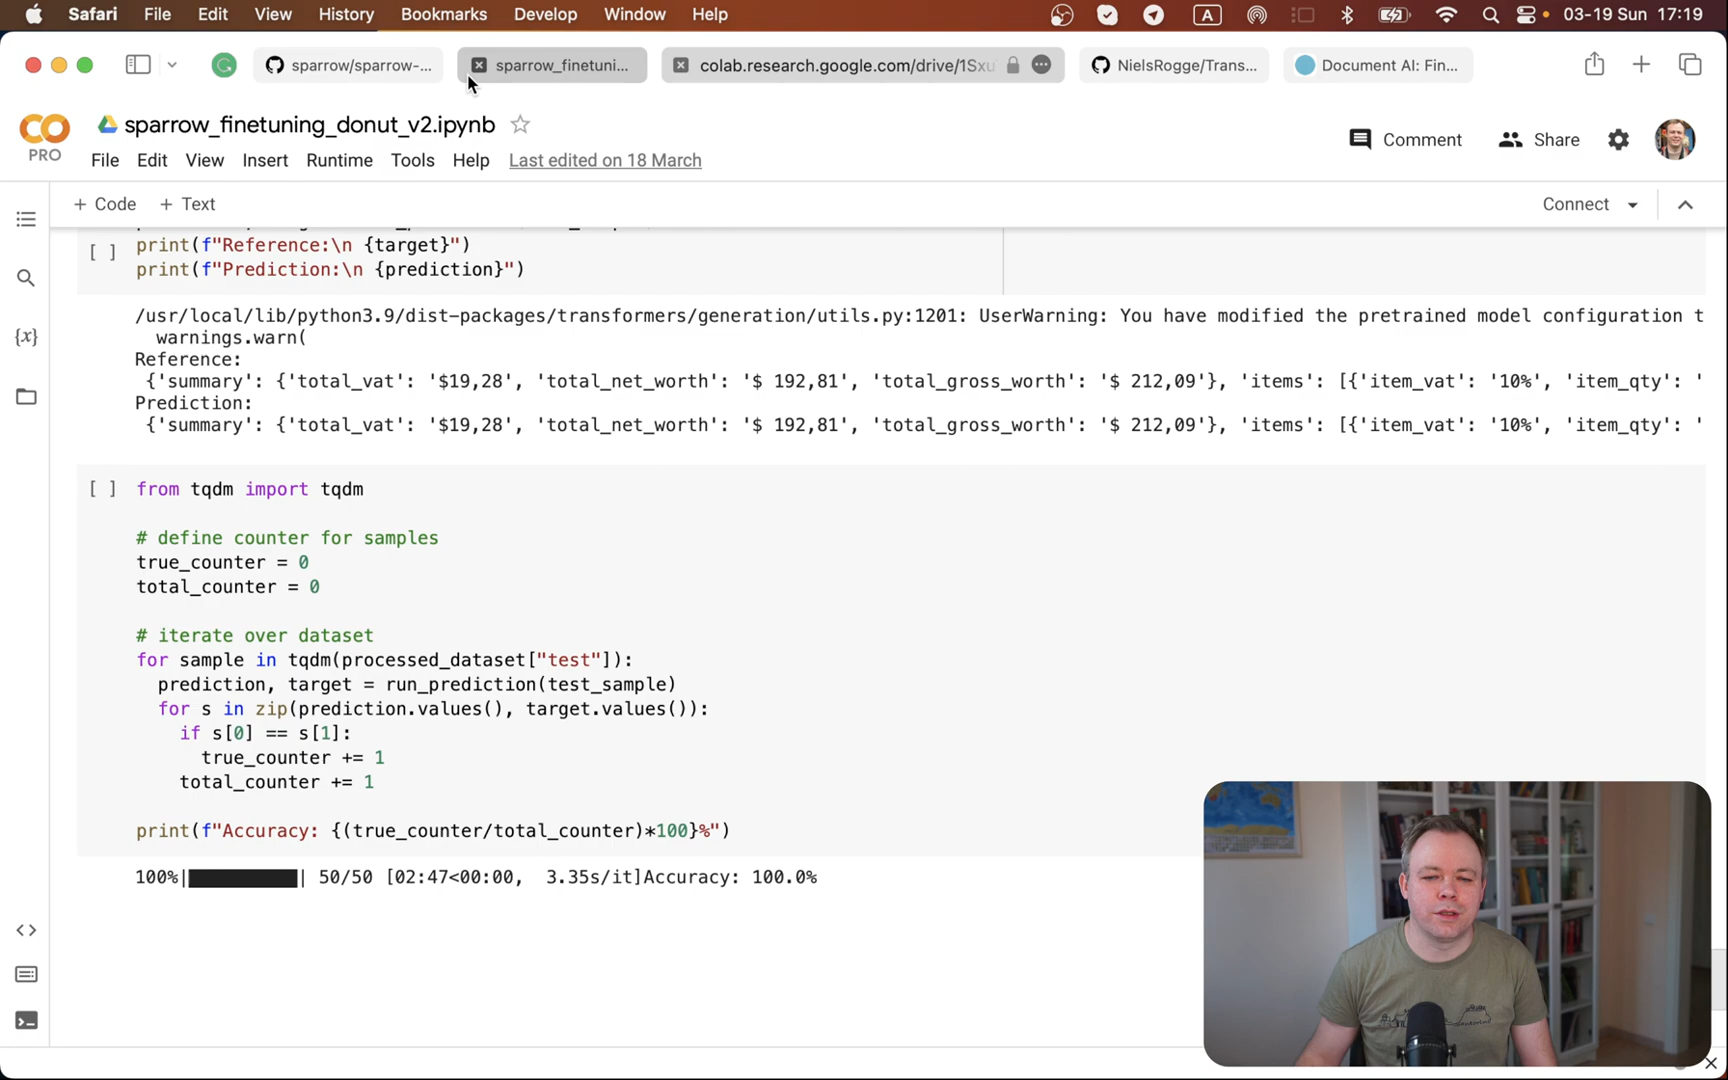 Safari File Edit View History Bookmarks Develop Window Help A 03-19 Sun 17:19
sparrow/sparrow-... sparrow_finetuni... colab.research.google.com/drive/1Sxu NielsRogge/Trans... Document AI: Fin...
sparrow_finetuning_donut_v2.ipynb
PRO
File Edit View Insert Runtime Tools Help Last edited on 18 March
Comment Share
+ Code + Text Connect
[ ] print(f"Reference:\n {target}")
print(f"Prediction:\n {prediction}")
/usr/local/lib/python3.9/dist-packages/transformers/generation/utils.py:1201: UserWarning: You have modified the pretrained model configuration t
warnings.warn(
Reference:
{'summary': {'total_vat': '$19,28', 'total_net_worth': '$ 192,81', 'total_gross_worth': '$ 212,09'}, 'items': [{'item_vat': '10%', 'item_qty': '
Prediction:
{'summary': {'total_vat': '$19,28', 'total_net_worth': '$ 192,81', 'total_gross_worth': '$ 212,09'}, 'items': [{'item_vat': '10%', 'item_qty': '
[ ] from tqdm import tqdm
# define counter for samples
true_counter = 0
total_counter = 0
# iterate over dataset
for sample in tqdm(processed_dataset["test"]):
prediction, target = run_prediction(test_sample)
for s in zip(prediction.values(), target.values()):
if s[0] == s[1]:
true_counter += 1
total_counter += 1
print(f"Accuracy: {(true_counter/total_counter)*100}%")
100%|██████████| 50/50 [02:47<00:00, 3.35s/it]Accuracy: 100.0%